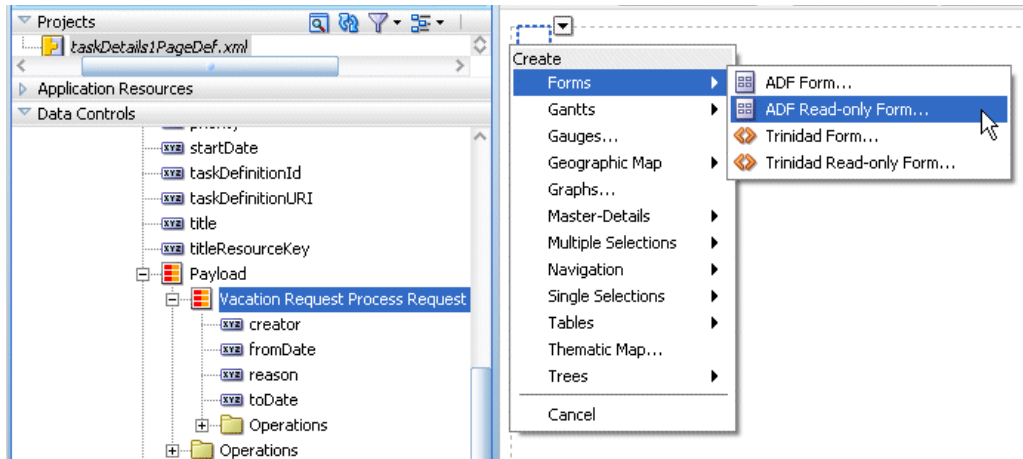 Projects
taskDetails1PageDef.xml
Application Resources
Data Controls
priority
startDate
taskDefinitionId
taskDefinitionURI
title
titleResourceKey
Payload
Vacation Request Process Request
creator
fromDate
reason
toDate
Operations
Operations
Create
Forms
Gantts
Gauges...
Geographic Map
Graphs...
Master-Details
Multiple Selections
Navigation
Single Selections
Tables
Thematic Map...
Trees
Cancel
ADF Form...
ADF Read-only Form...
Trinidad Form...
Trinidad Read-only Form...